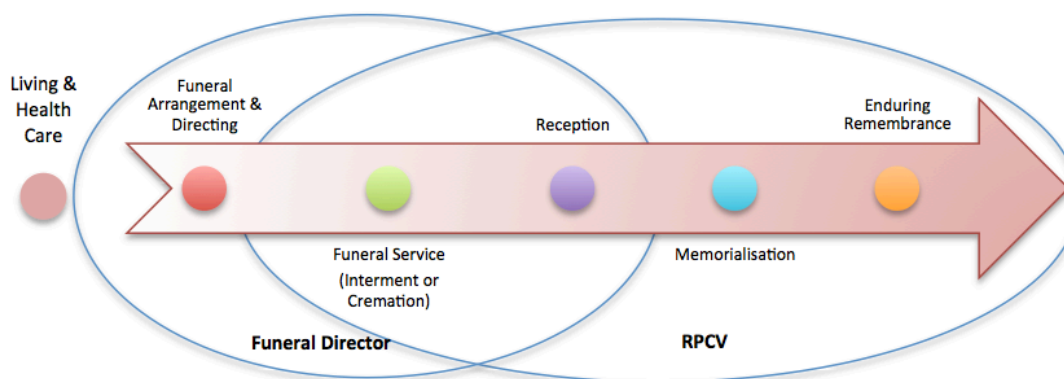 Living &
Health
Care
Funeral
Arrangement &
Directing
Reception
Enduring
Remembrance
Funeral Service
(Interment or
Cremation)
Memorialisation
Funeral Director
RPCV